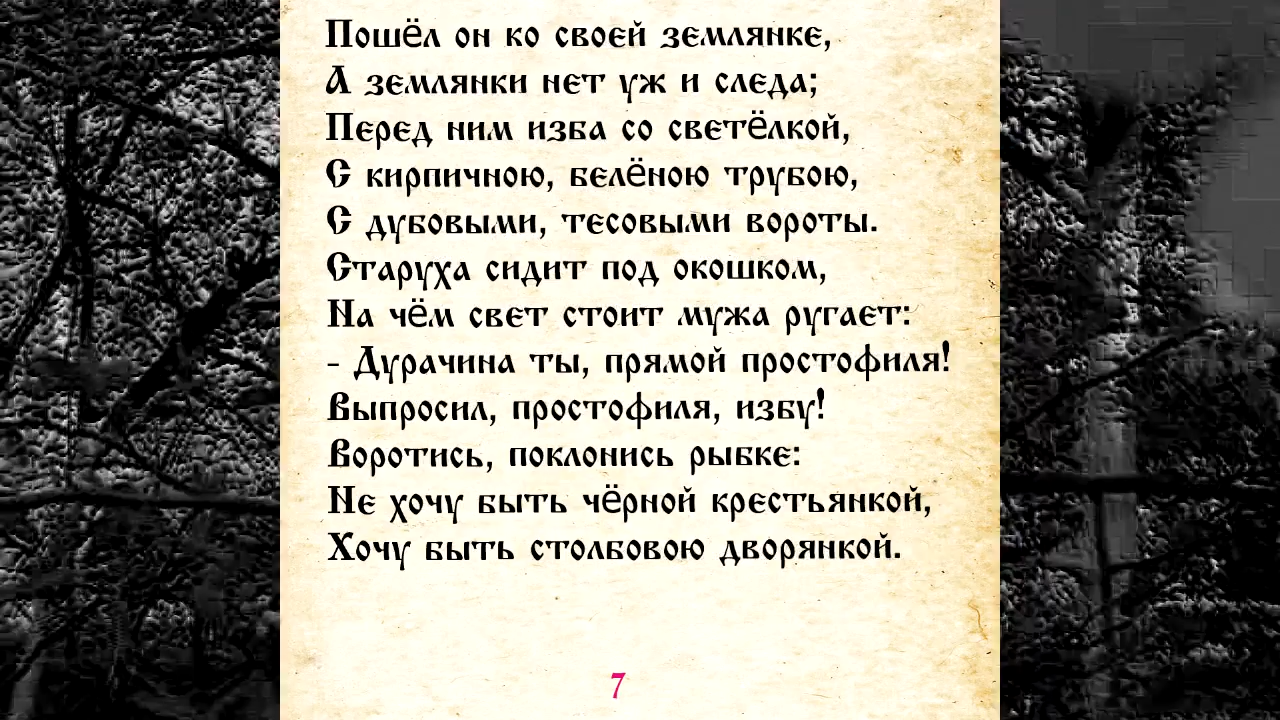 Пошёл он ко своей землянке,
А землянки нет уж и следа;
Перед ним изба со светёлкой,
С кирпичною, белёною трубою,
С дубовыми, тесовыми вороты.
Старуха сидит под окошком,
На чём свет стоит мужа ругает:
- Дурачина ты, прямой простофиля!
Выпросил, простофиля, избу!
Воротись, поклонись рыбке:
Не хочу быть чёрной крестьянкой,
Хочу быть столбовою дворянкой.
7